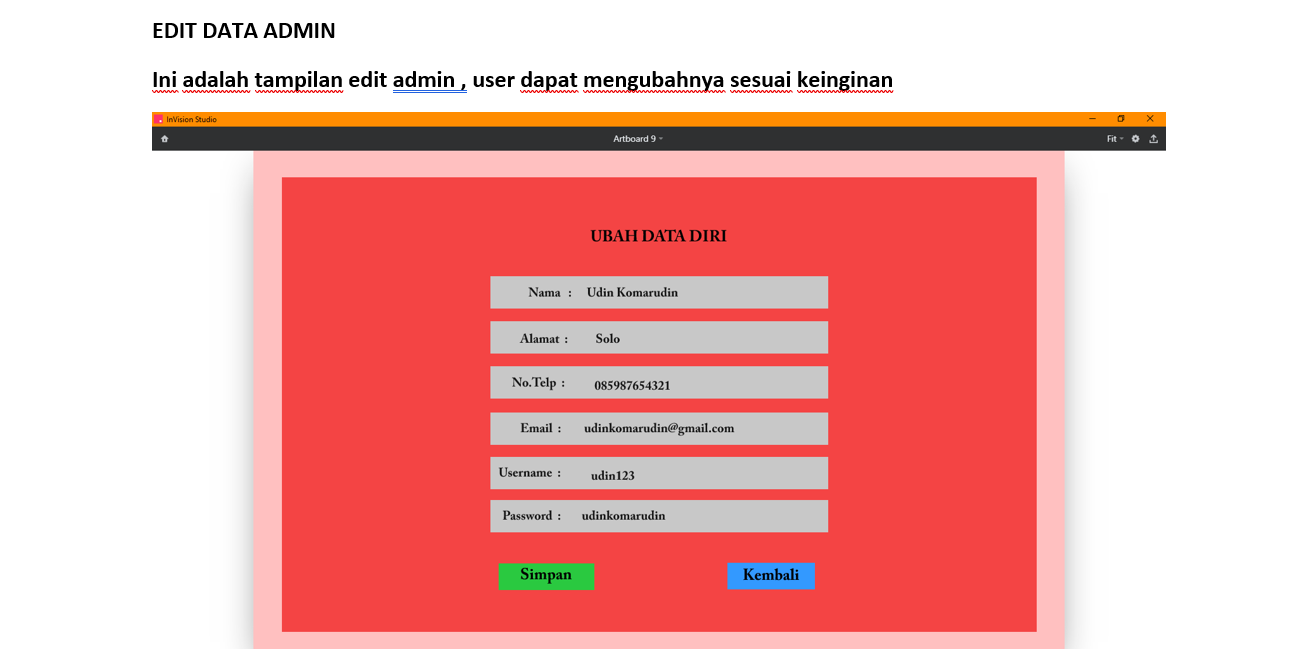 EDIT DATA ADMIN
Ini adalah tampilan edit admin , user dapat mengubahnya sesuai keinginan
InVision Studio
Artboard 9
Fit
UBAH DATA DIRI
Nama : Udin Komarudin
Alamat : Solo
No.Telp : 085987654321
Email : udinkomarudin@gmail.com
Username : udin123
Password : udinkomarudin
Simpan Kembali